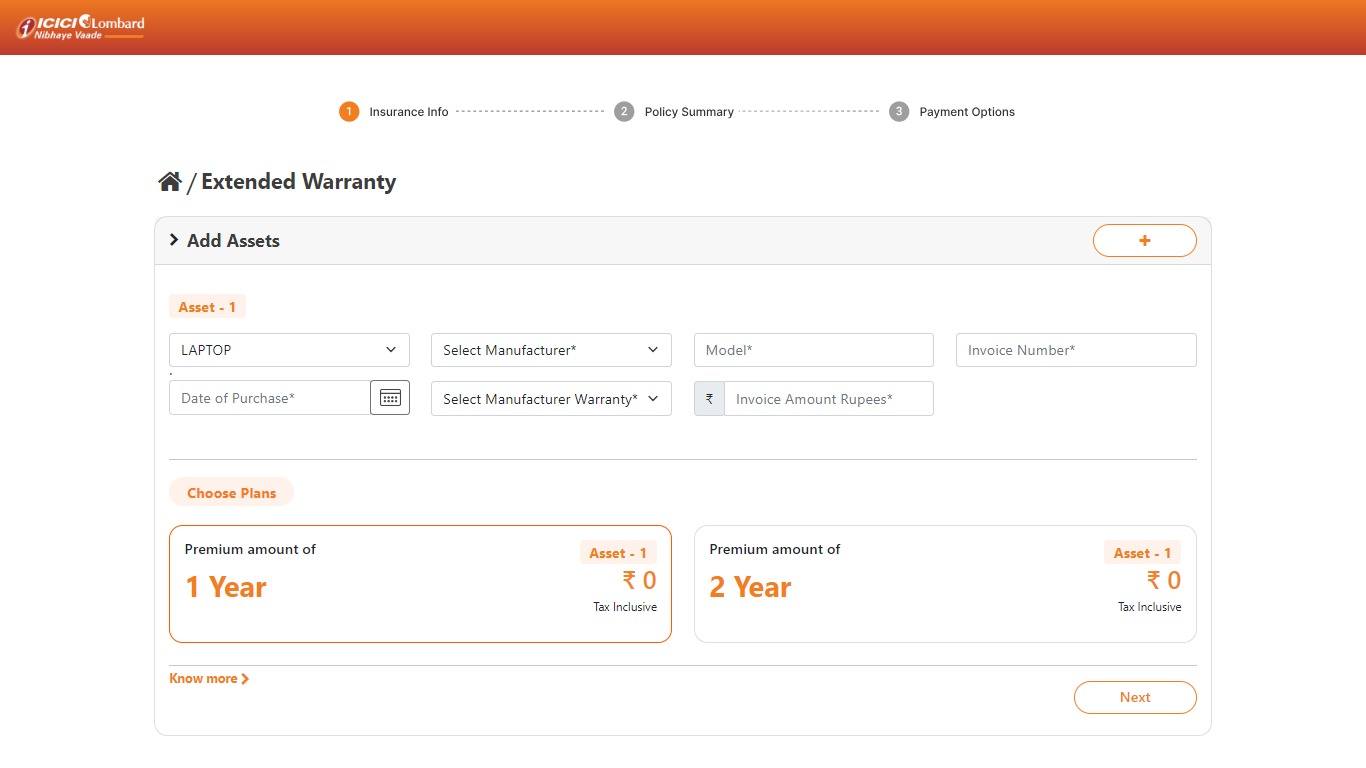 ICICI Lombard
Nibhaye Vaade
1 Insurance Info 2 Policy Summary 3 Payment Options
/ Extended Warranty
Add Assets
+
Asset - 1
LAPTOP Select Manufacturer* Model* Invoice Number*
Date of Purchase* Select Manufacturer Warranty* ₹ Invoice Amount Rupees*
Choose Plans
Premium amount of Asset - 1
1 Year ₹ 0
Tax Inclusive
Premium amount of Asset - 1
2 Year ₹ 0
Tax Inclusive
Know more
Next